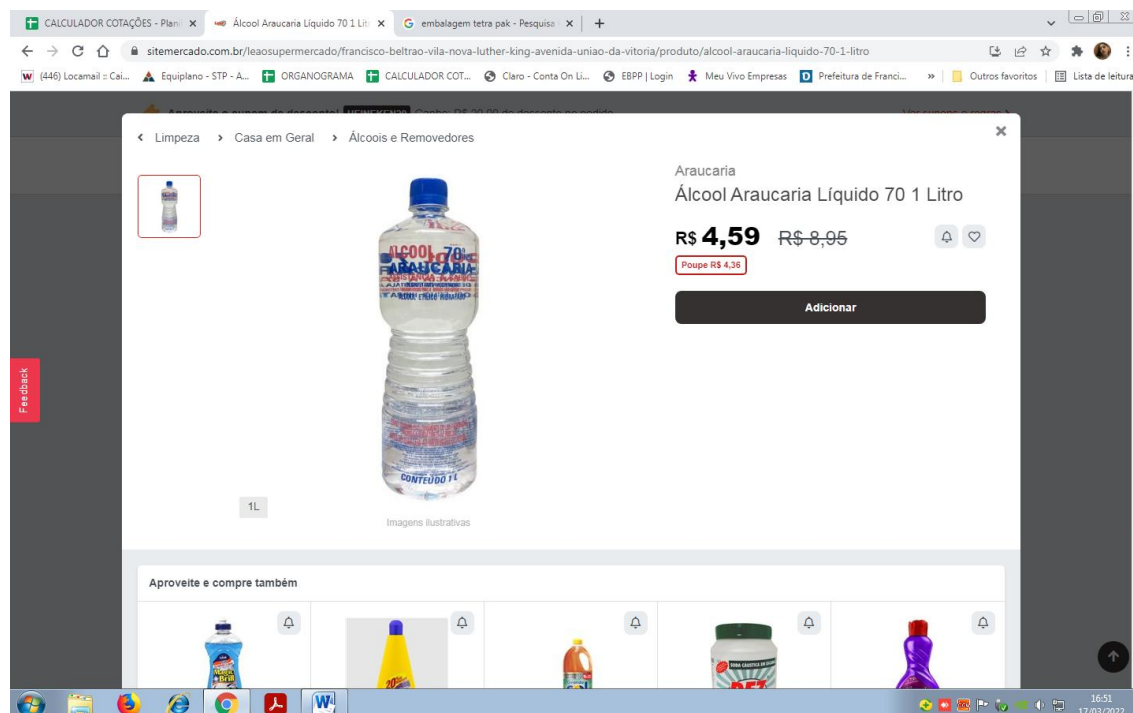 CALCULADOR COTAÇÕES - Plani
Álcool Araucaria Líquido 70 1 Lit
embalagem tetra pak - Pesquisa
sitemercado.com.br/leaosupermercado/francisco-beltrao-vila-nova-luther-king-avenida-uniao-da-vitoria/produto/alcool-araucaria-liquido-70-1-litro
(446) Locamail :: Cai...
Equiplano - STP - A...
ORGANOGRAMA
CALCULADOR COT...
Claro - Conta On Li...
EBPP | Login
Meu Vivo Empresas
Prefeitura de Franci...
»
Outros favoritos
Lista de leitura
Limpeza > Casa em Geral > Álcoois e Removedores
Araucaria
Álcool Araucaria Líquido 70 1 Litro
R$ 4,59 R$ 8,95
Poupe R$ 4,36
Adicionar
Feedback
ALCOOL 70
ARAUCARIA
CONTEÚDO 1 L
1L
Imagens ilustrativas
Aproveite e compre também
16:51
17/03/2022